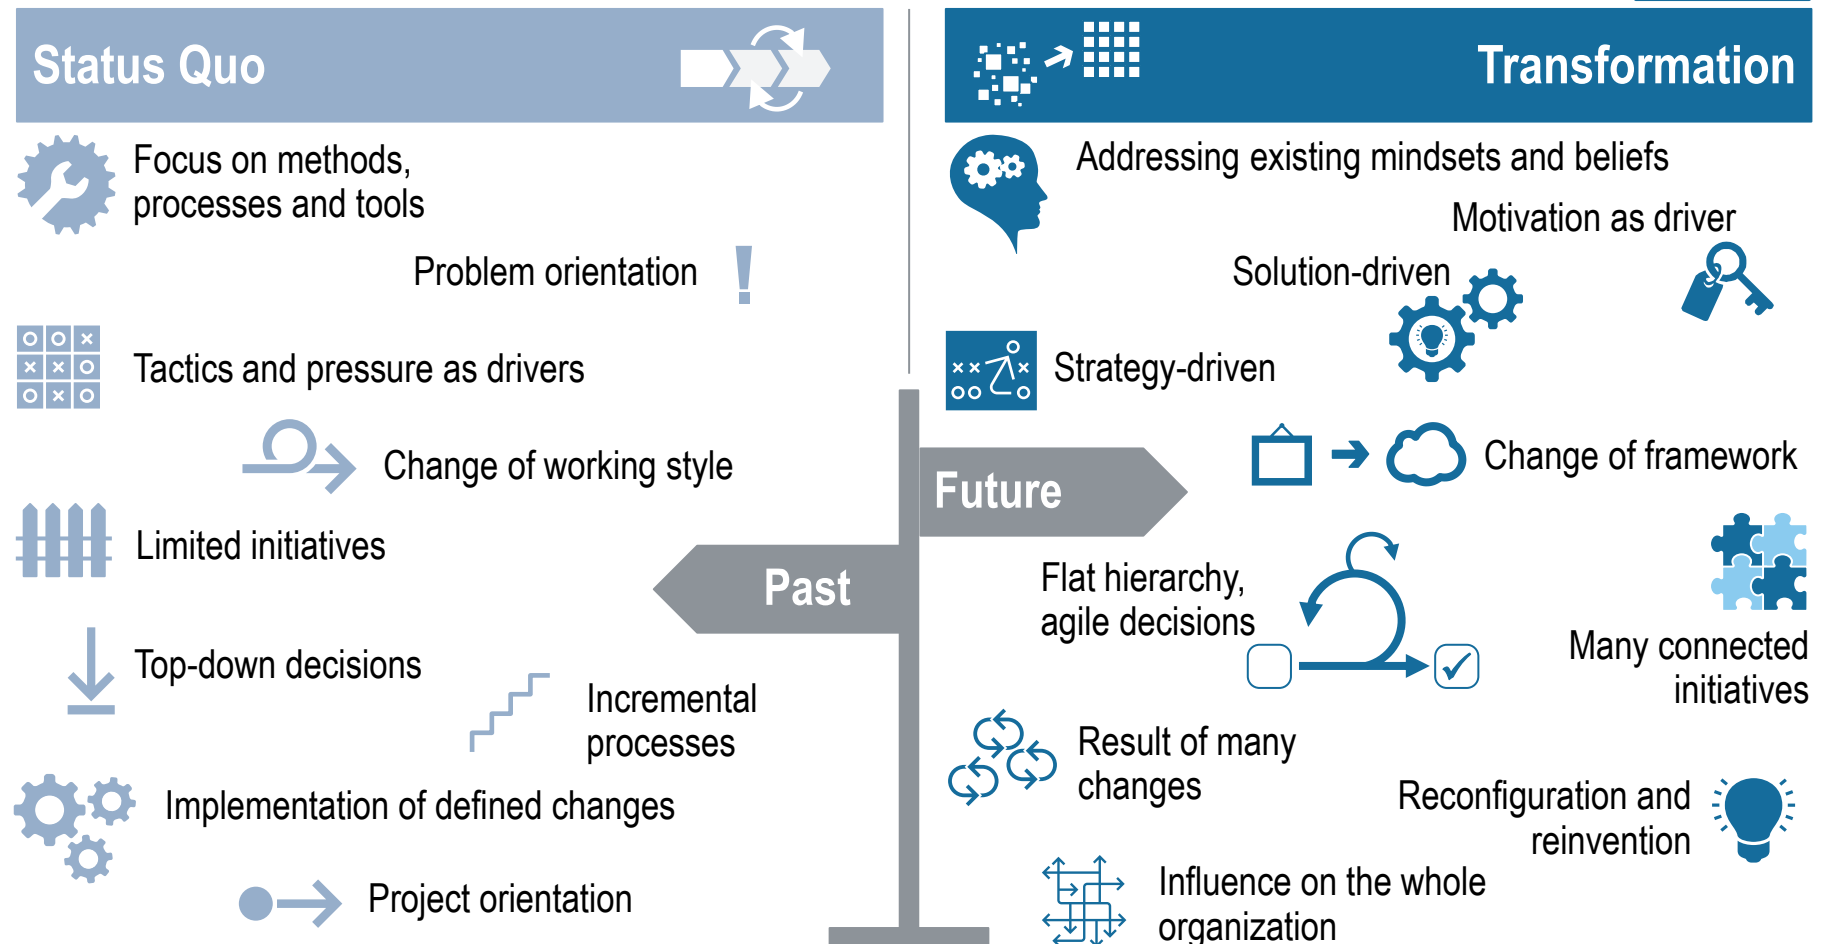 Status Quo
Focus on methods,
processes and tools
Problem orientation
Tactics and pressure as drivers
Change of working style
Limited initiatives
Past
Top-down decisions
Incremental
processes
Implementation of defined changes
Project orientation
Transformation
Addressing existing mindsets and beliefs
Motivation as driver
Solution-driven
Strategy-driven
Change of framework
Future
Flat hierarchy,
agile decisions
Many connected
initiatives
Result of many
changes
Reconfiguration and
reinvention
Influence on the whole
organization